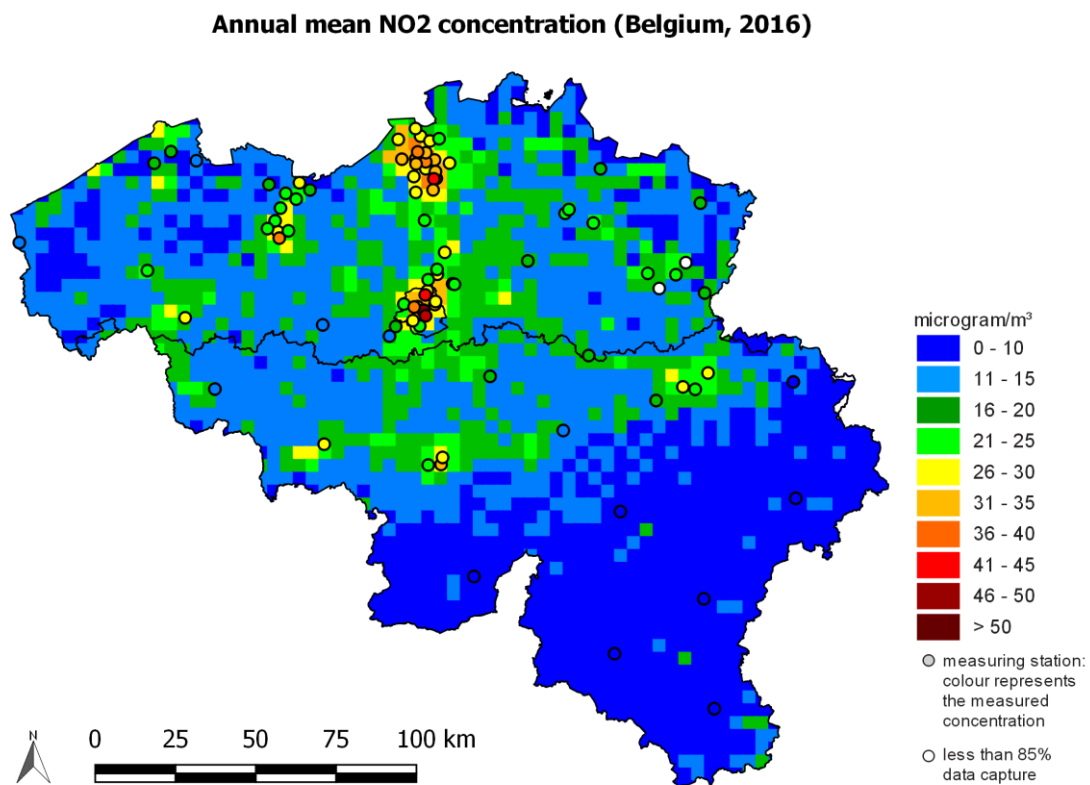 Annual mean NO2 concentration (Belgium, 2016)
microgram/m³
0 - 10
11 - 15
16 - 20
21 - 25
26 - 30
31 - 35
36 - 40
41 - 45
46 - 50
> 50
measuring station:
colour represents
the measured
concentration
less than 85%
data capture
N
0 25 50 75 100 km